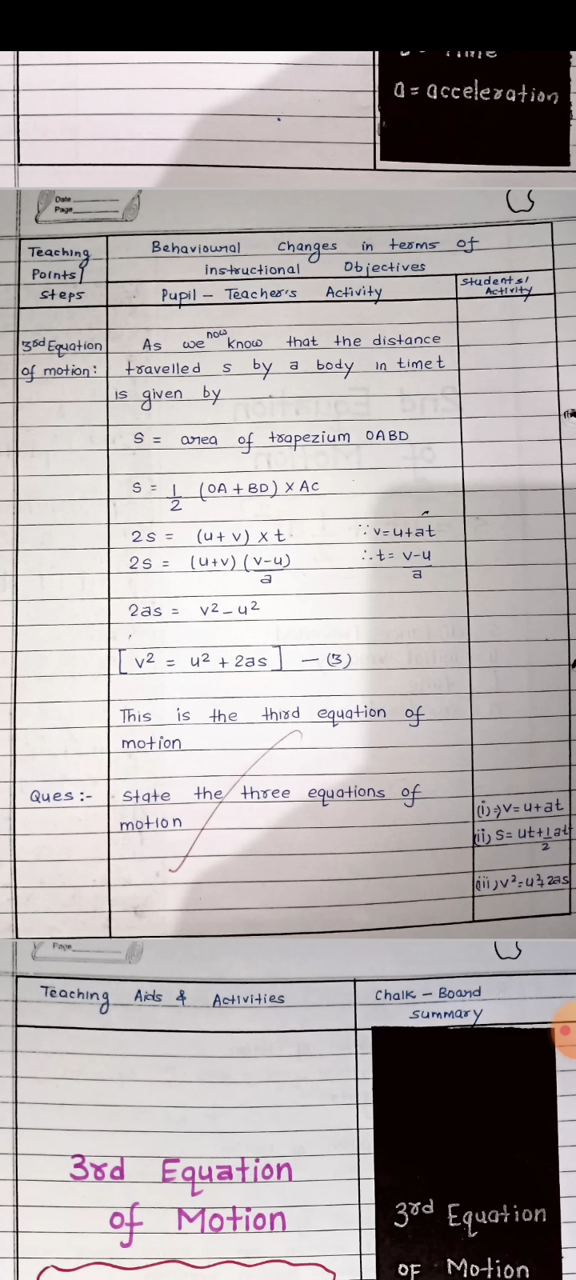 a = acceleration
Date
Page
Teaching Points/ Steps
Behavioural Changes in terms of
instructional Objectives
Pupil - Teacher's Activity
Students' Activity
3rd Equation of motion:
As we now know that the distance
travelled s by a body in time t
is given by
S = area of trapezium OABD
S = 1/2 (OA + BD) × AC
2s = (u + v) × t ∵ v = u + at
2s = (u+v) (v-u)/a ∴ t = v-u/a
2as = v² - u²
[v² = u² + 2as] - (3)
This is the third equation of
motion
Ques :- State the three equations of
motion
(i) ⇒ v = u + at
(ii) S = ut + 1/2 at
(iii) v² = u² + 2as
Page
Teaching Aids & Activities
Chalk - Board
summary
3rd Equation
of Motion
3rd Equation
OF Motion